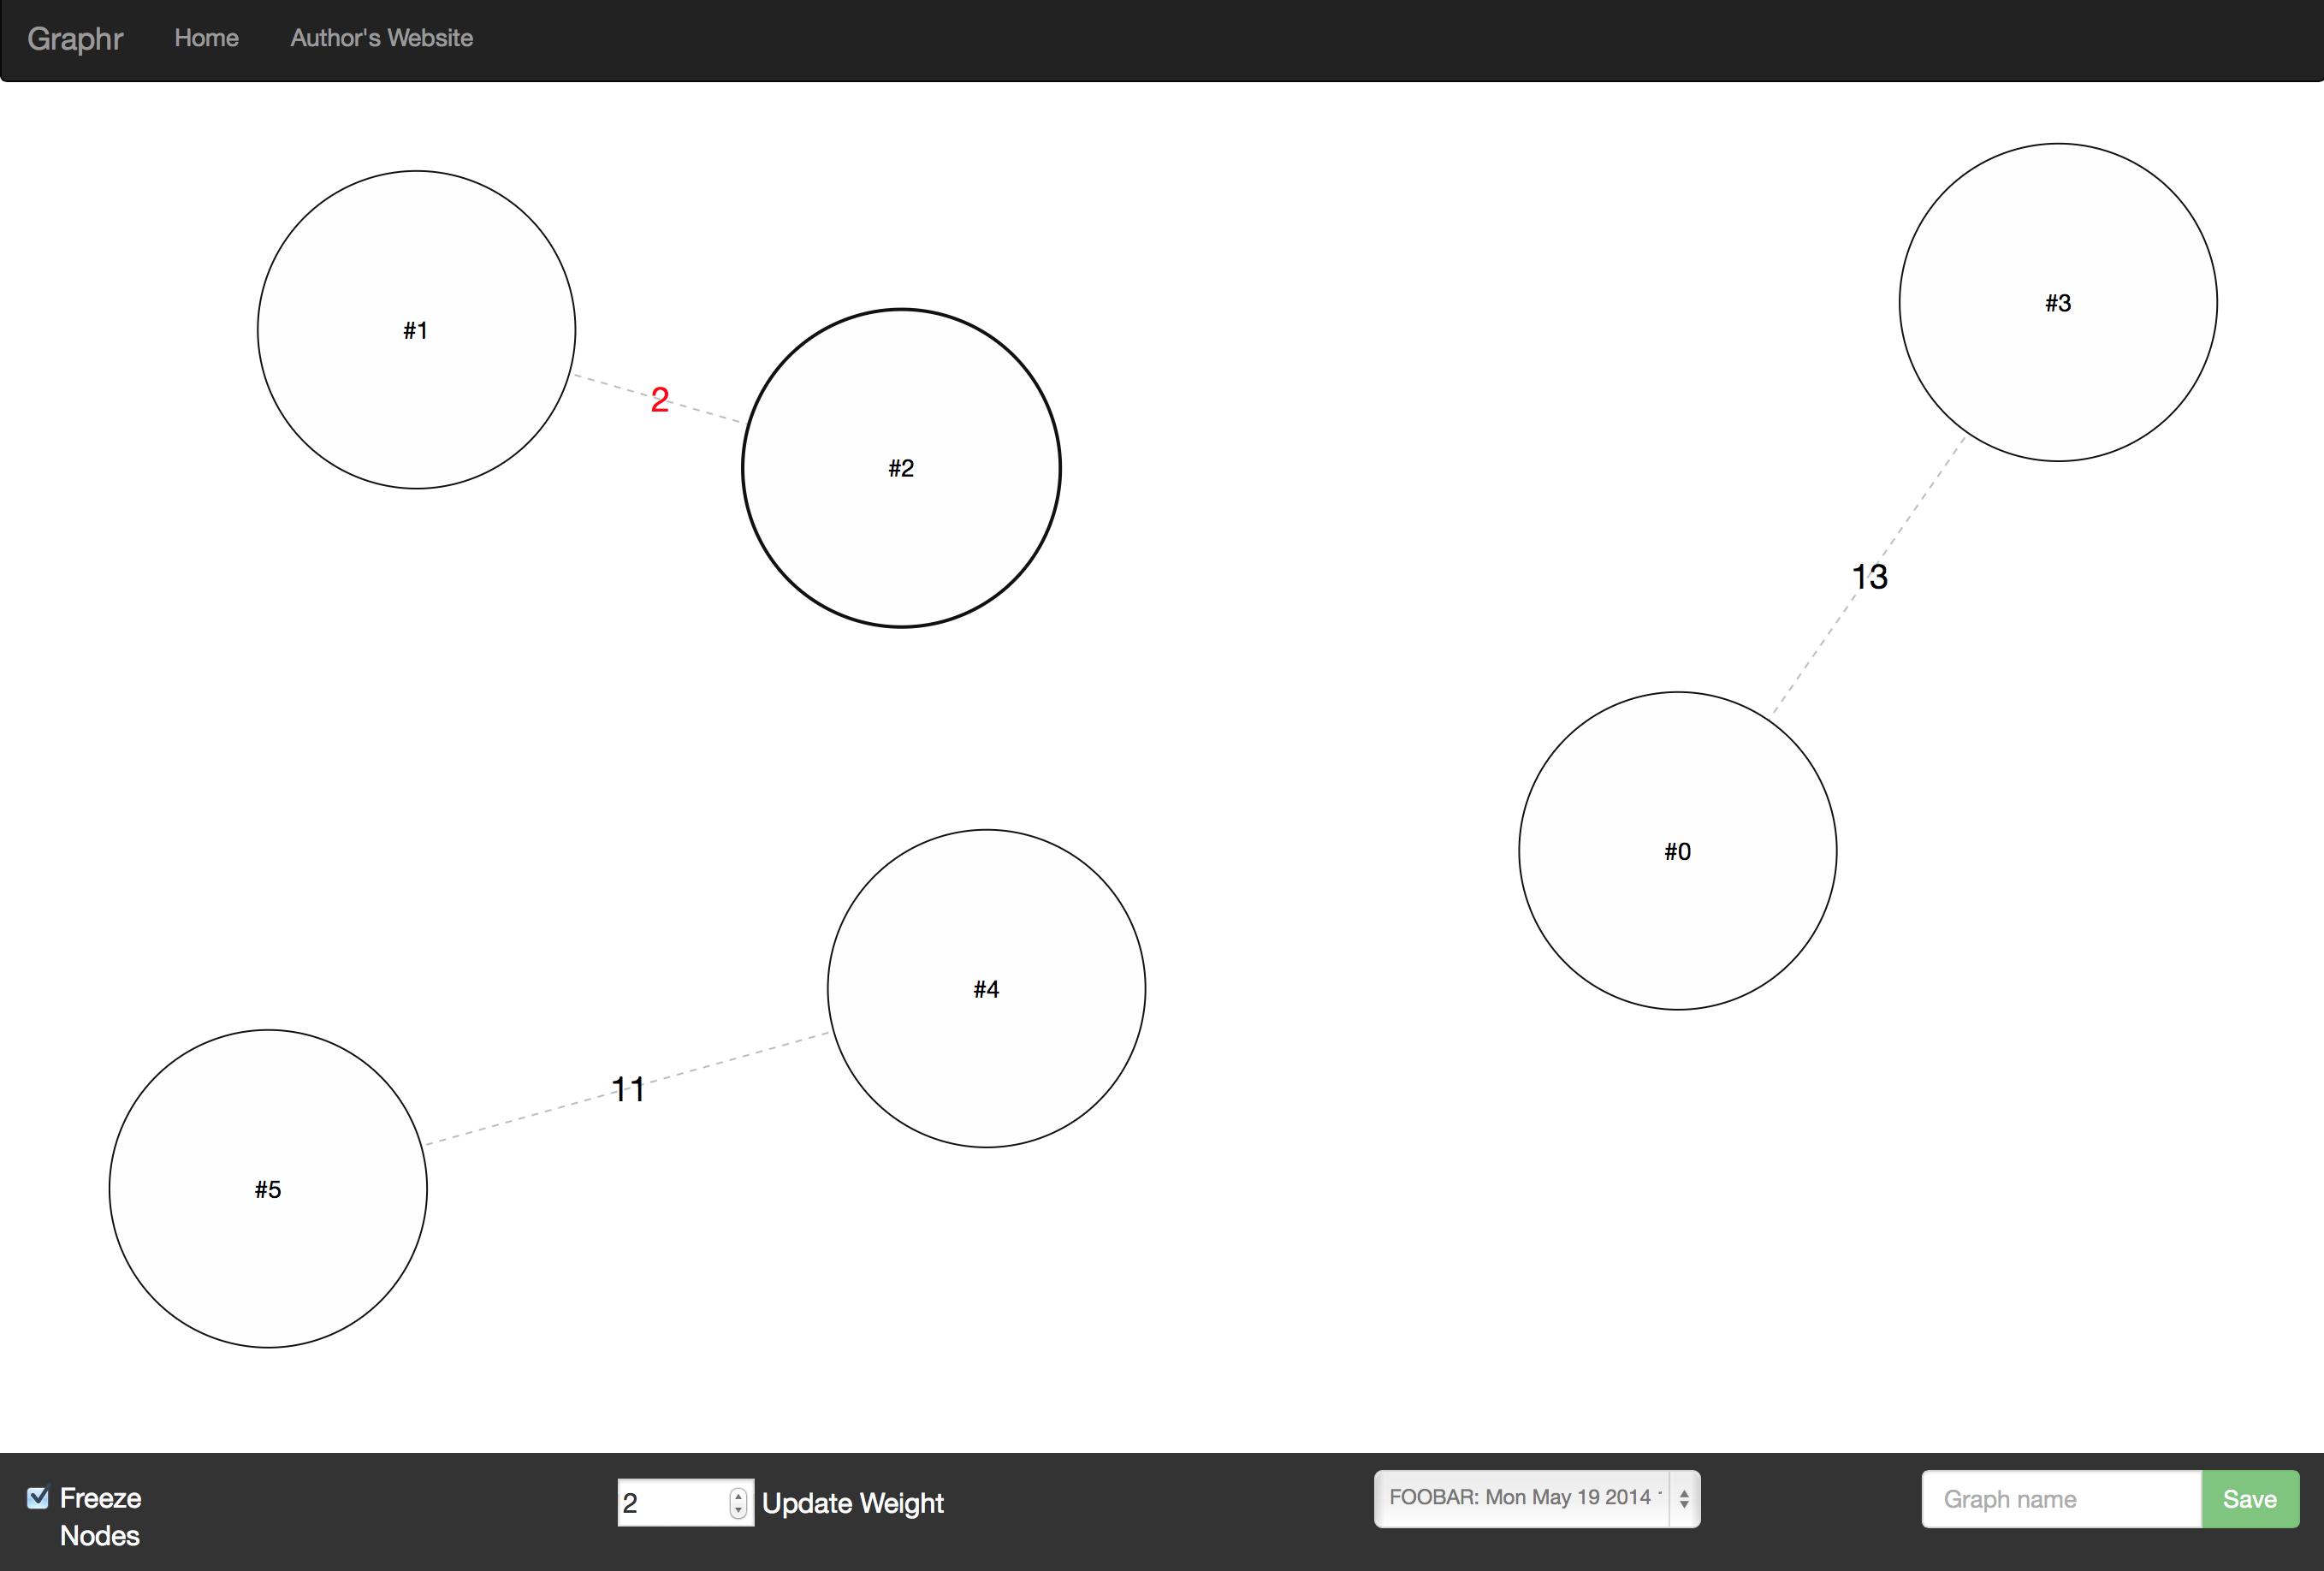 Graphr Home Author's Website
#1
#3
2
#2
13
#0
#4
11
#5
Freeze
Nodes
2 Update Weight
FOOBAR: Mon May 19 2014
Graph name Save